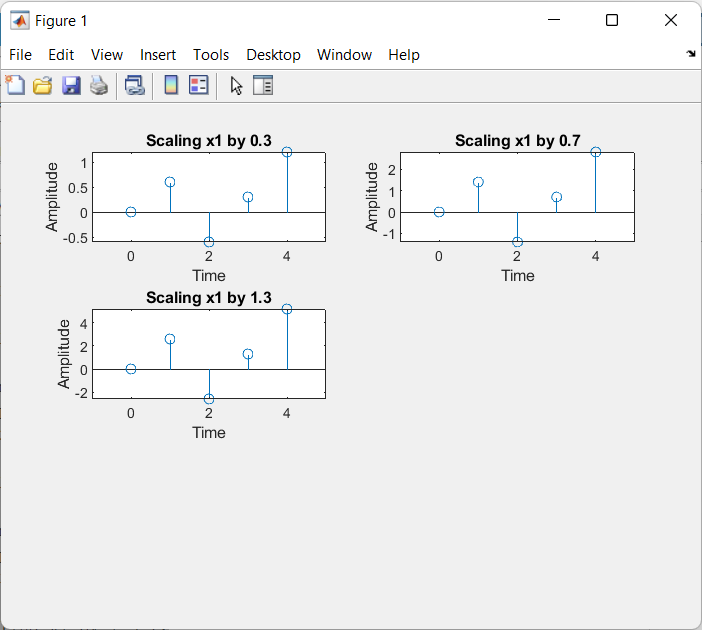 Figure 1
File Edit View Insert Tools Desktop Window Help
Scaling x1 by 0.3
1
0.5
0
-0.5
Amplitude
0 2 4
Time
Scaling x1 by 0.7
2
1
0
-1
Amplitude
0 2 4
Time
Scaling x1 by 1.3
4
2
0
-2
Amplitude
0 2 4
Time